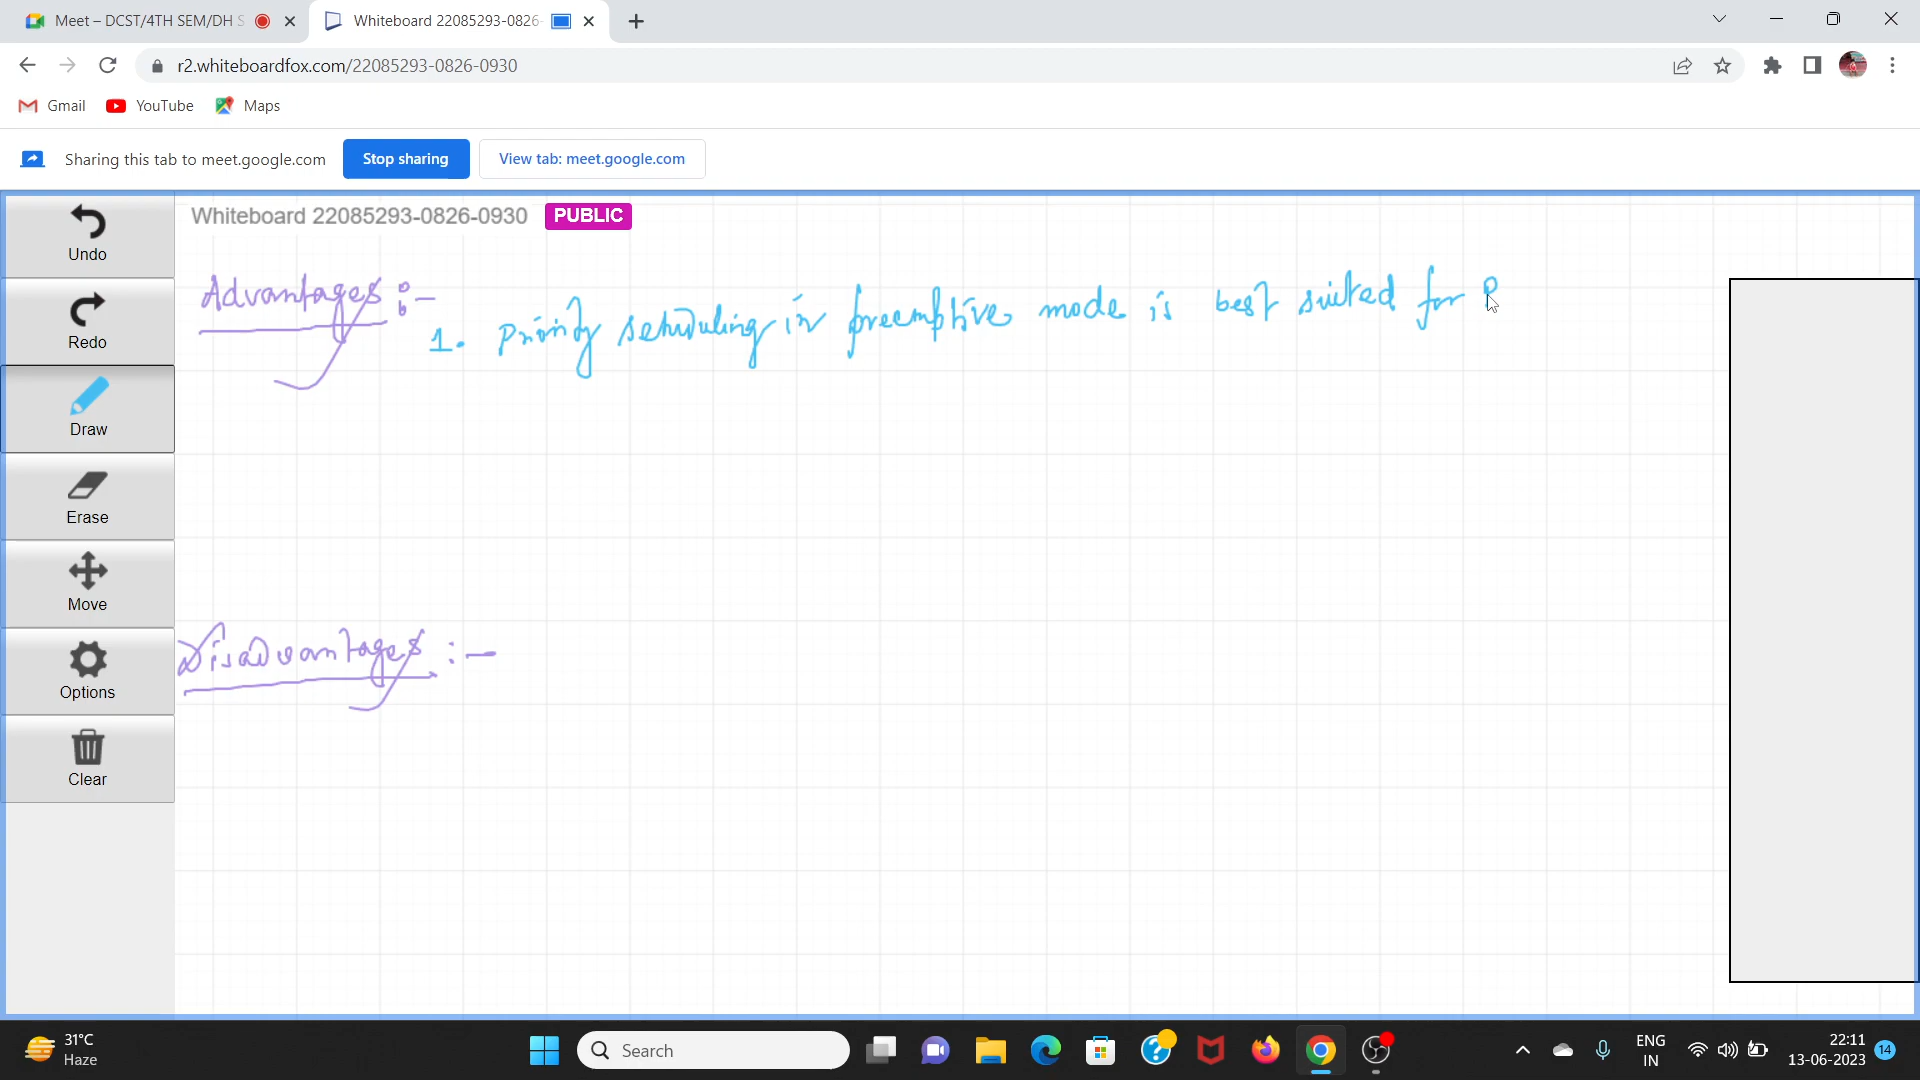 Meet – DCST/4TH SEM/DH S
Whiteboard 22085293-0826-
r2.whiteboardfox.com/22085293-0826-0930
Gmail
YouTube
Maps
Sharing this tab to meet.google.com
Stop sharing
View tab: meet.google.com
Undo
Redo
Draw
Erase
Move
Options
Clear
Whiteboard 22085293-0826-0930 PUBLIC
Advantages :-
1. Priority scheduling in preemptive mode is best suited for R
Disadvantages :-
31°C
Haze
Search
ENG
IN
22:11
13-06-2023
14